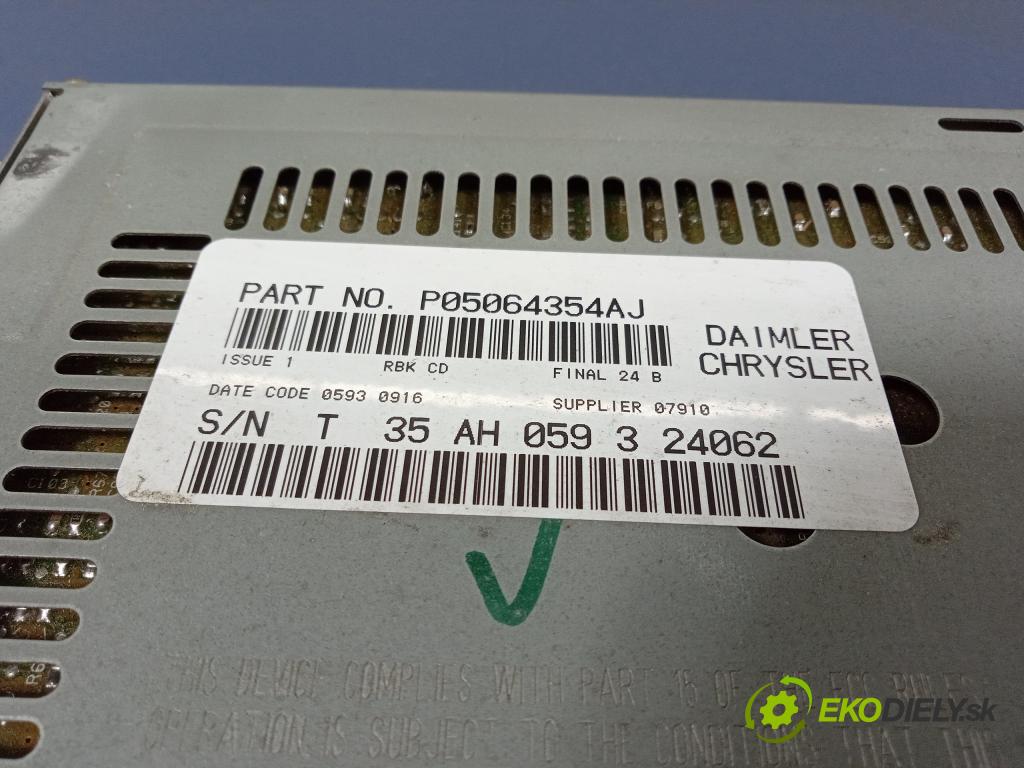 PART NO. P05064354AJ
DAIMLER
CHRYSLER
ISSUE 1 RBK CD FINAL 24 B
DATE CODE 0593 0916 SUPPLIER 07910
S/N T 35 AH 059 3 24062
THIS DEVICE COMPLIES WITH PART 15 OF THE FCC RULES
OPERATION IS SUBJECT TO THE CONDITIONS THAT THIS
R6
EKODIELY.sk